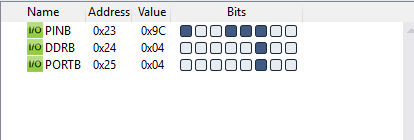 Name Address Value Bits
I/O PINB 0x23 0x9C
I/O DDRB 0x24 0x04
I/O PORTB 0x25 0x04